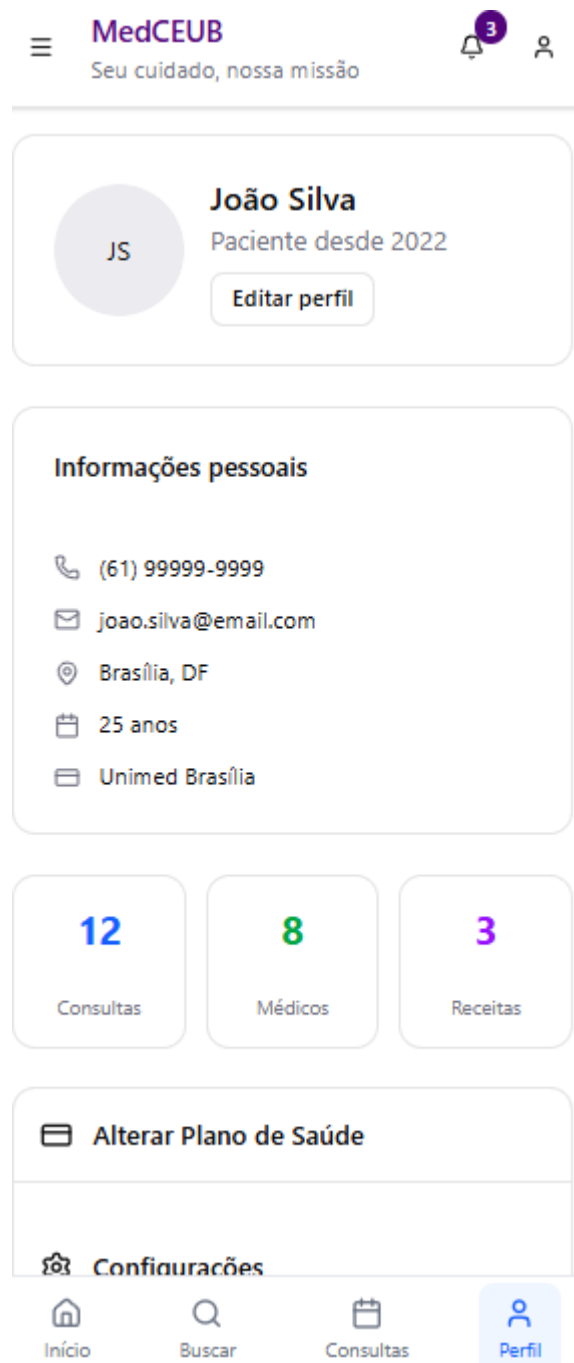 MedCEUB
Seu cuidado, nossa missão
3
João Silva
JS
Paciente desde 2022
Editar perfil
Informações pessoais
(61) 99999-9999
joao.silva@email.com
Brasília, DF
25 anos
Unimed Brasília
12 8 3
Consultas Médicos Receitas
Alterar Plano de Saúde
Configurações
Início Buscar Consultas Perfil